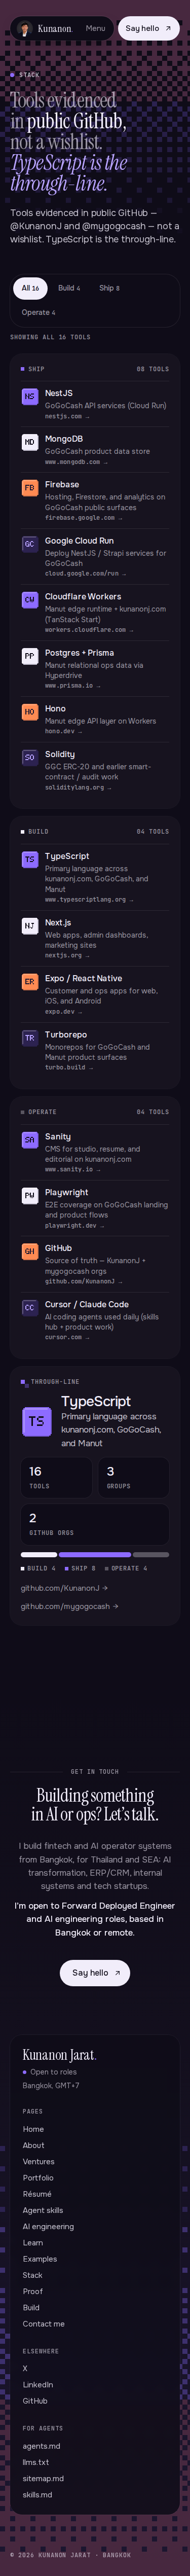 Kunanon.
Menu
Say hello ↗
STACK
Tools evidenced
in public GitHub,
not a wishlist.
TypeScript is the
through-line.
Tools evidenced in public GitHub —
@KunanonJ and @mygogocash — not a
wishlist. TypeScript is the through-line.
All 16
Build 4
Ship 8
Operate 4
SHOWING ALL 16 TOOLS
SHIP
08 TOOLS
NS
NestJS
GoGoCash API services (Cloud Run)
nestjs.com →
MD
MongoDB
GoGoCash product data store
www.mongodb.com →
FB
Firebase
Hosting, Firestore, and analytics on
GoGoCash public surfaces
firebase.google.com →
GC
Google Cloud Run
Deploy NestJS / Strapi services for
GoGoCash
cloud.google.com/run →
CW
Cloudflare Workers
Manut edge runtime + kunanonj.com
(TanStack Start)
workers.cloudflare.com →
PP
Postgres + Prisma
Manut relational ops data via
Hyperdrive
www.prisma.io →
HO
Hono
Manut edge API layer on Workers
hono.dev →
SO
Solidity
GGC ERC-20 and earlier smart-
contract / audit work
soliditylang.org →
BUILD
04 TOOLS
TS
TypeScript
Primary language across
kunanonj.com, GoGoCash, and
Manut
www.typescriptlang.org →
NJ
Next.js
Web apps, admin dashboards,
marketing sites
nextjs.org →
ER
Expo / React Native
Customer and ops apps for web,
iOS, and Android
expo.dev →
TR
Turborepo
Monorepos for GoGoCash and
Manut product surfaces
turbo.build →
OPERATE
04 TOOLS
SA
Sanity
CMS for studio, resume, and
editorial on kunanonj.com
www.sanity.io →
PW
Playwright
E2E coverage on GoGoCash landing
and product flows
playwright.dev →
GH
GitHub
Source of truth — KunanonJ +
mygogocash orgs
github.com/KunanonJ →
CC
Cursor / Claude Code
AI coding agents used daily (skills
hub + product work)
cursor.com →
THROUGH-LINE
TS
TypeScript
Primary language across
kunanonj.com, GoGoCash,
and Manut
16
TOOLS
3
GROUPS
2
GITHUB ORGS
BUILD 4
SHIP 8
OPERATE 4
github.com/KunanonJ →
github.com/mygogocash →
GET IN TOUCH
Building something
in AI or ops? Let's talk.
I build fintech and AI operator systems
from Bangkok, for Thailand and SEA: AI
transformation, ERP/CRM, internal
systems and tech startups.
I'm open to Forward Deployed Engineer
and AI engineering roles, based in
Bangkok or remote.
Say hello ↗
Kunanon Jarat.
Open to roles
Bangkok, GMT+7
PAGES
Home
About
Ventures
Portfolio
Résumé
Agent skills
AI engineering
Learn
Examples
Stack
Proof
Build
Contact me
ELSEWHERE
X
LinkedIn
GitHub
FOR AGENTS
agents.md
llms.txt
sitemap.md
skills.md
© 2026 KUNANON JARAT · BANGKOK